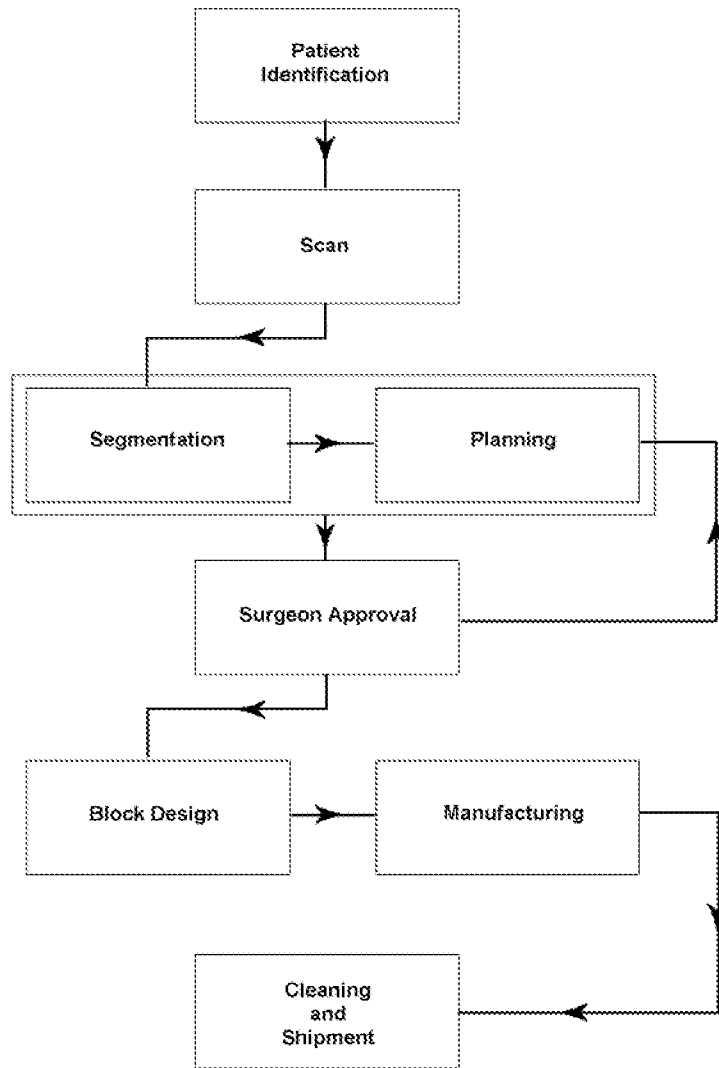 Patient
Identification
Scan
Segmentation
Planning
Surgeon Approval
Block Design
Manufacturing
Cleaning
and
Shipment